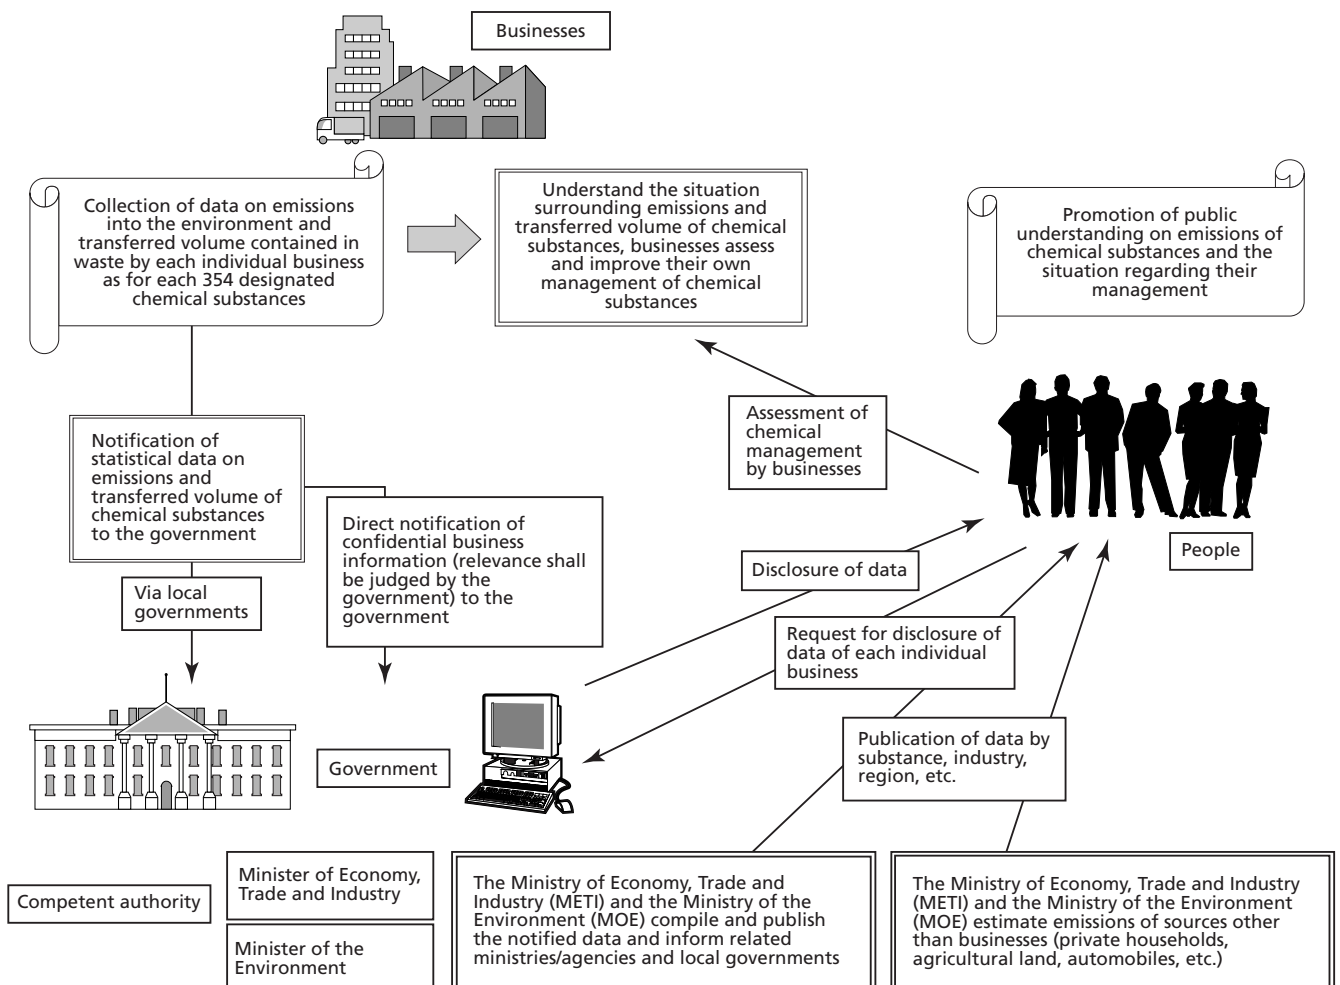 Businesses
Collection of data on emissions
into the environment and
transferred volume contained in
waste by each individual business
as for each 354 designated
chemical substances
Understand the situation
surrounding emissions and
transferred volume of chemical
substances, businesses assess
and improve their own
management of chemical
substances
Promotion of public
understanding on emissions of
chemical substances and the
situation regarding their
management
Assessment of
chemical
management
by businesses
Notification of
statistical data on
emissions and
transferred volume of
chemical substances
to the government
Direct notification of
confidential business
information (relevance shall
be judged by the
government) to the
government
Via local
governments
Disclosure of data
People
Request for disclosure of
data of each individual
business
Publication of data by
substance, industry,
region, etc.
Government
Competent authority
Minister of Economy,
Trade and Industry
Minister of the
Environment
The Ministry of Economy, Trade and
Industry (METI) and the Ministry of the
Environment (MOE) compile and publish
the notified data and inform related
ministries/agencies and local governments
The Ministry of Economy, Trade and Industry
(METI) and the Ministry of the Environment
(MOE) estimate emissions of sources other
than businesses (private households,
agricultural land, automobiles, etc.)